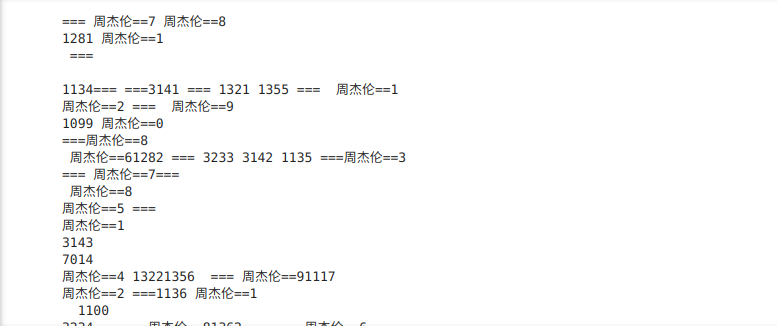 === 周杰伦==7 周杰伦==8
1281 周杰伦==1
===
1134=== ===3141 === 1321 1355 ===  周杰伦==1
周杰伦==2 ===  周杰伦==9
1099 周杰伦==0
===周杰伦==8
周杰伦==61282 === 3233 3142 1135 ===周杰伦==3
=== 周杰伦==7===
周杰伦==8
周杰伦==5 ===
周杰伦==1
3143
7014
周杰伦==4 13221356  === 周杰伦==91117
周杰伦==2 ===1136 周杰伦==1
1100